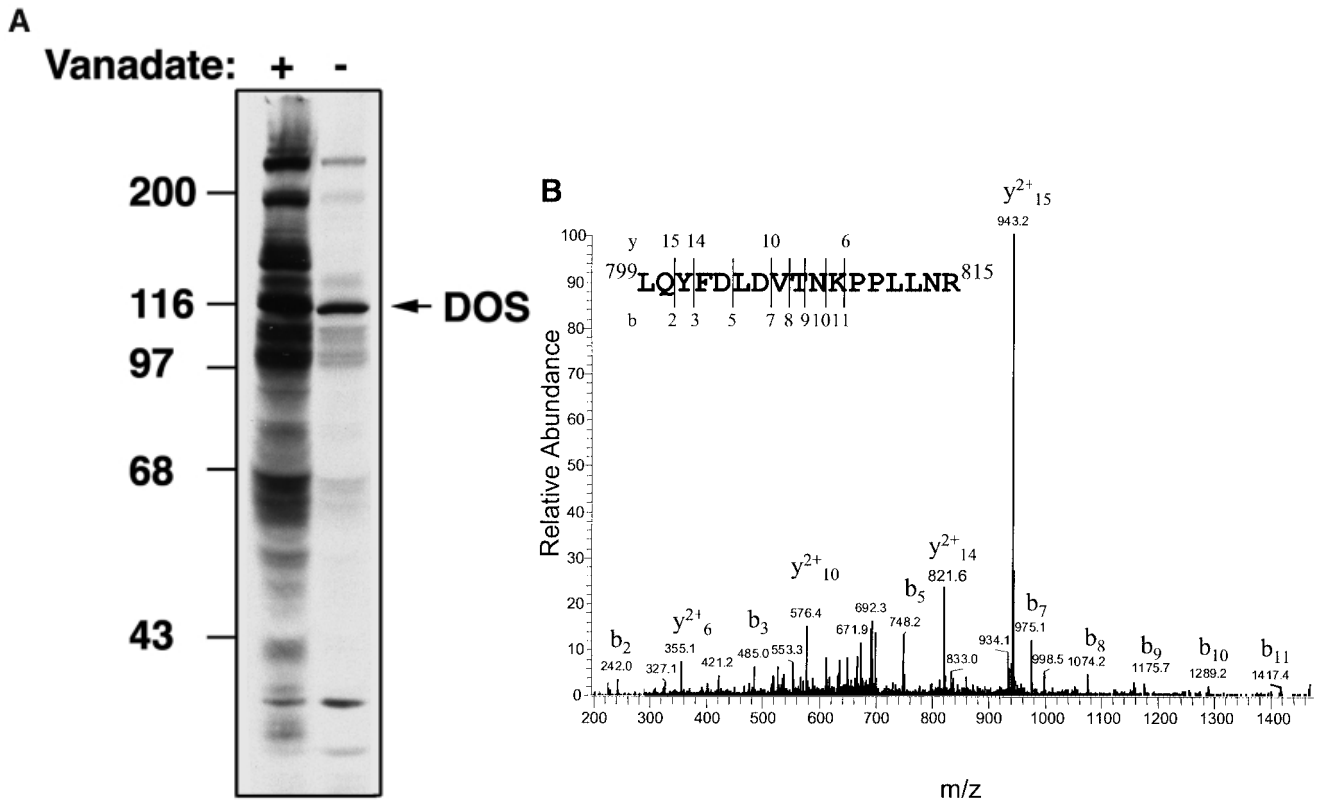 A
Vanadate: + -
200
116
DOS
97
68
43
B
y²⁺₁₅
943.2
y 15 14 10 6
799LQYFDLDVTNKPPLLNR815
b 2 3 5 7 8 9 10 11
Relative Abundance
100
90
80
70
60
50
40
30
20
10
0
b₂
242.0
327.1
y²⁺₆
355.1
421.2
b₃
485.0
553.3
y²⁺₁₀
576.4
671.9
692.3
b₅
748.2
y²⁺₁₄
821.6
833.0
934.1
b₇
975.1
998.5
b₈
1074.2
b₉
1175.7
b₁₀
1289.2
b₁₁
1417.4
200 300 400 500 600 700 800 900 1000 1100 1200 1300 1400
m/z